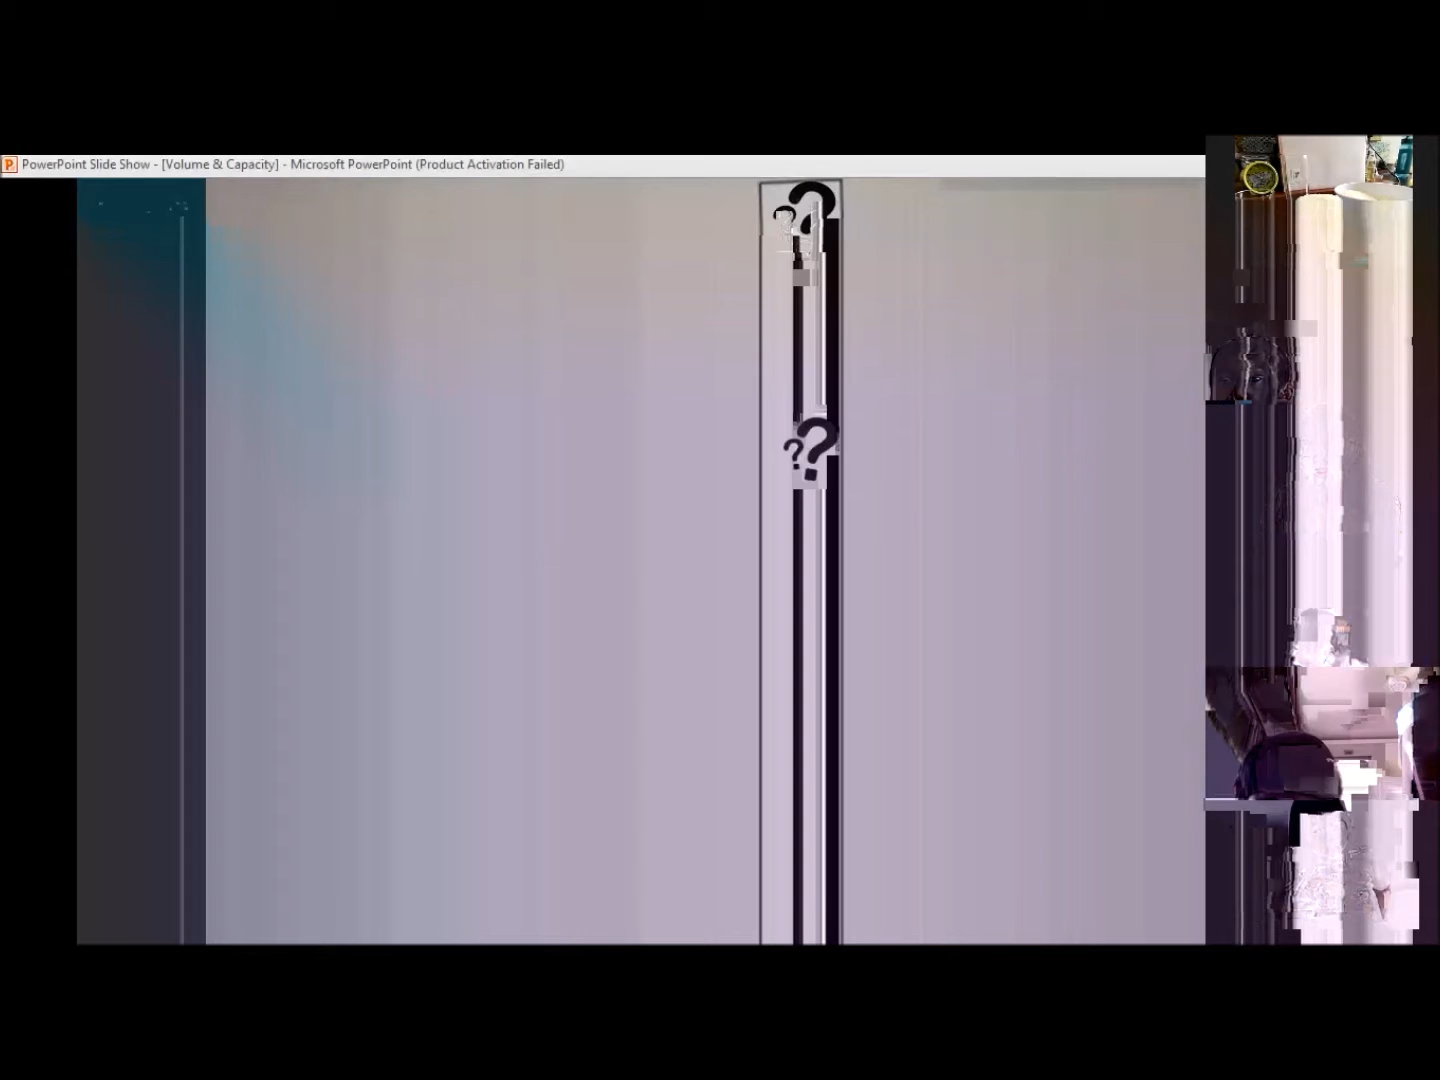 PowerPoint Slide Show - [Volume & Capacity] - Microsoft PowerPoint (Product Activation Failed)
?
?
??